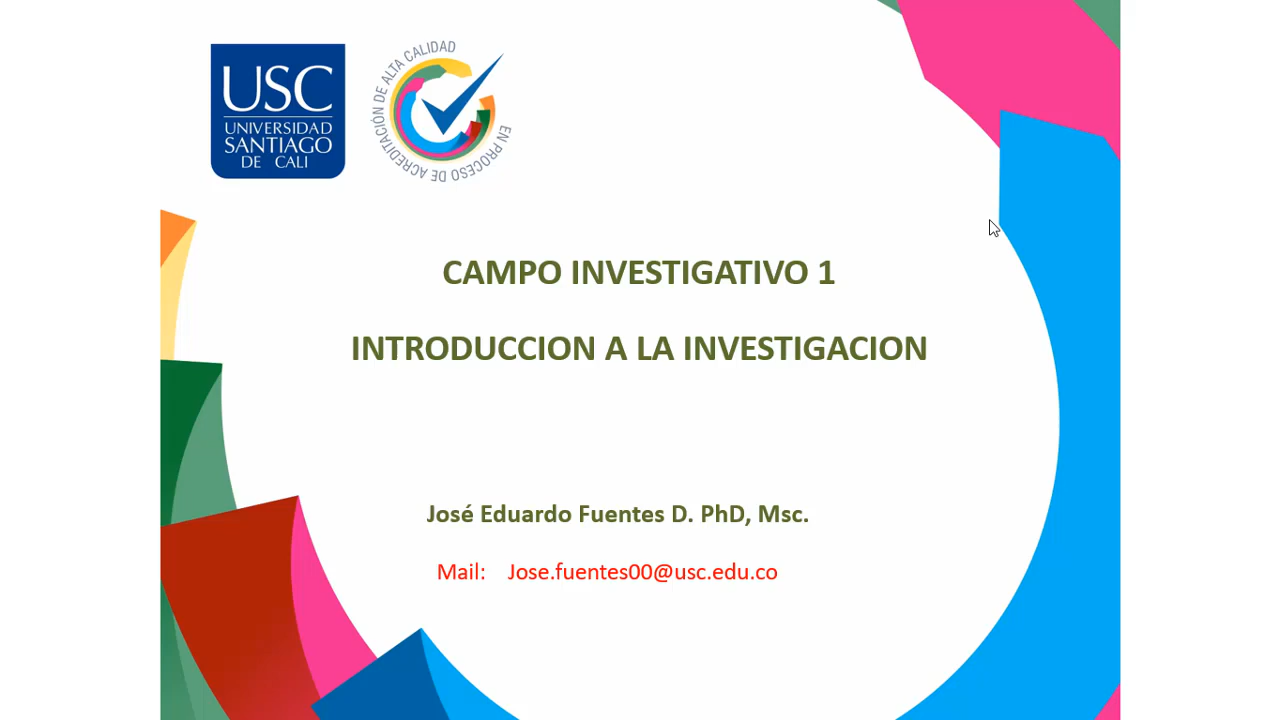 USC
UNIVERSIDAD
SANTIAGO
DE CALI
EN PROCESO DE ACREDITACIÓN DE ALTA CALIDAD
CAMPO INVESTIGATIVO 1
INTRODUCCION A LA INVESTIGACION
José Eduardo Fuentes D. PhD, Msc.
Mail: Jose.fuentes00@usc.edu.co